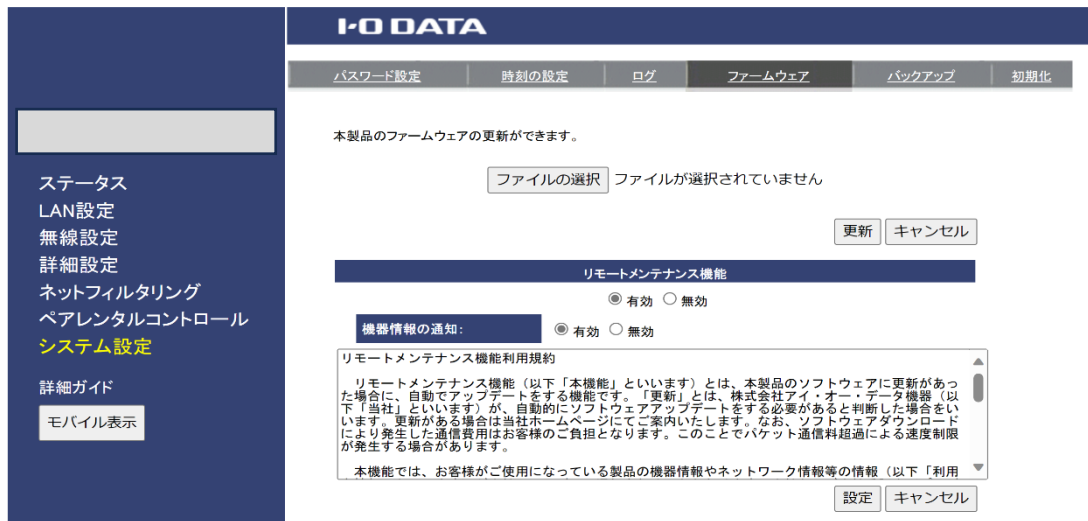 I-O DATA
パスワード設定 時刻の設定 ログ ファームウェア バックアップ 初期化
ステータス
LAN設定
無線設定
詳細設定
ネットフィルタリング
ペアレンタルコントロール
システム設定
詳細ガイド
モバイル表示
本製品のファームウェアの更新ができます。
ファイルの選択 ファイルが選択されていません
更新 キャンセル
リモートメンテナンス機能
有効 無効
機器情報の通知: 有効 無効
リモートメンテナンス機能利用規約
リモートメンテナンス機能（以下「本機能」といいます）とは、本製品のソフトウェアに更新があっ
た場合に、自動でアップデートをする機能です。「更新」とは、株式会社アイ・オー・データ機器（以
下「当社」といいます）が、自動的にソフトウェアアップデートをする必要があると判断した場合をい
います。更新がある場合は当社ホームページにてご案内いたします。なお、ソフトウェアダウンロード
により発生した通信費用はお客様のご負担となります。このことでパケット通信料超過による速度制限
が発生する場合があります。
本機能では、お客様がご使用になっている製品の機器情報やネットワーク情報等の情報（以下「利用
設定 キャンセル